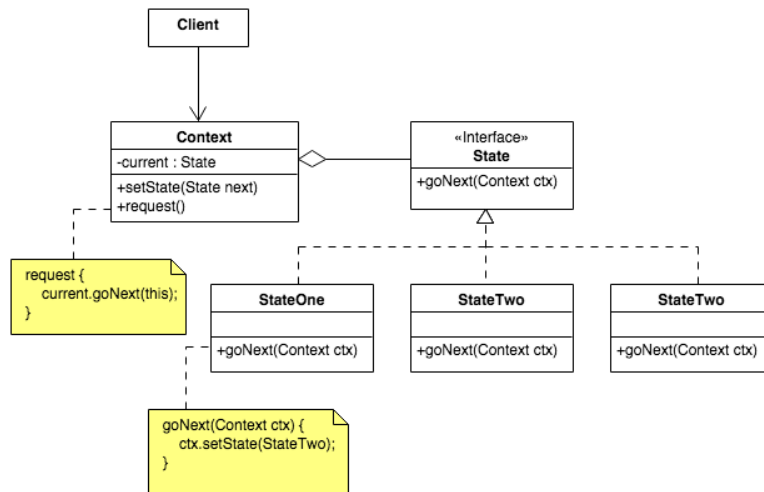 Client
Context
-current : State
+setState(State next)
+request()
«Interface»
State
+goNext(Context ctx)
request {
current.goNext(this);
}
StateOne
+goNext(Context ctx)
StateTwo
+goNext(Context ctx)
StateTwo
+goNext(Context ctx)
goNext(Context ctx) {
ctx.setState(StateTwo);
}